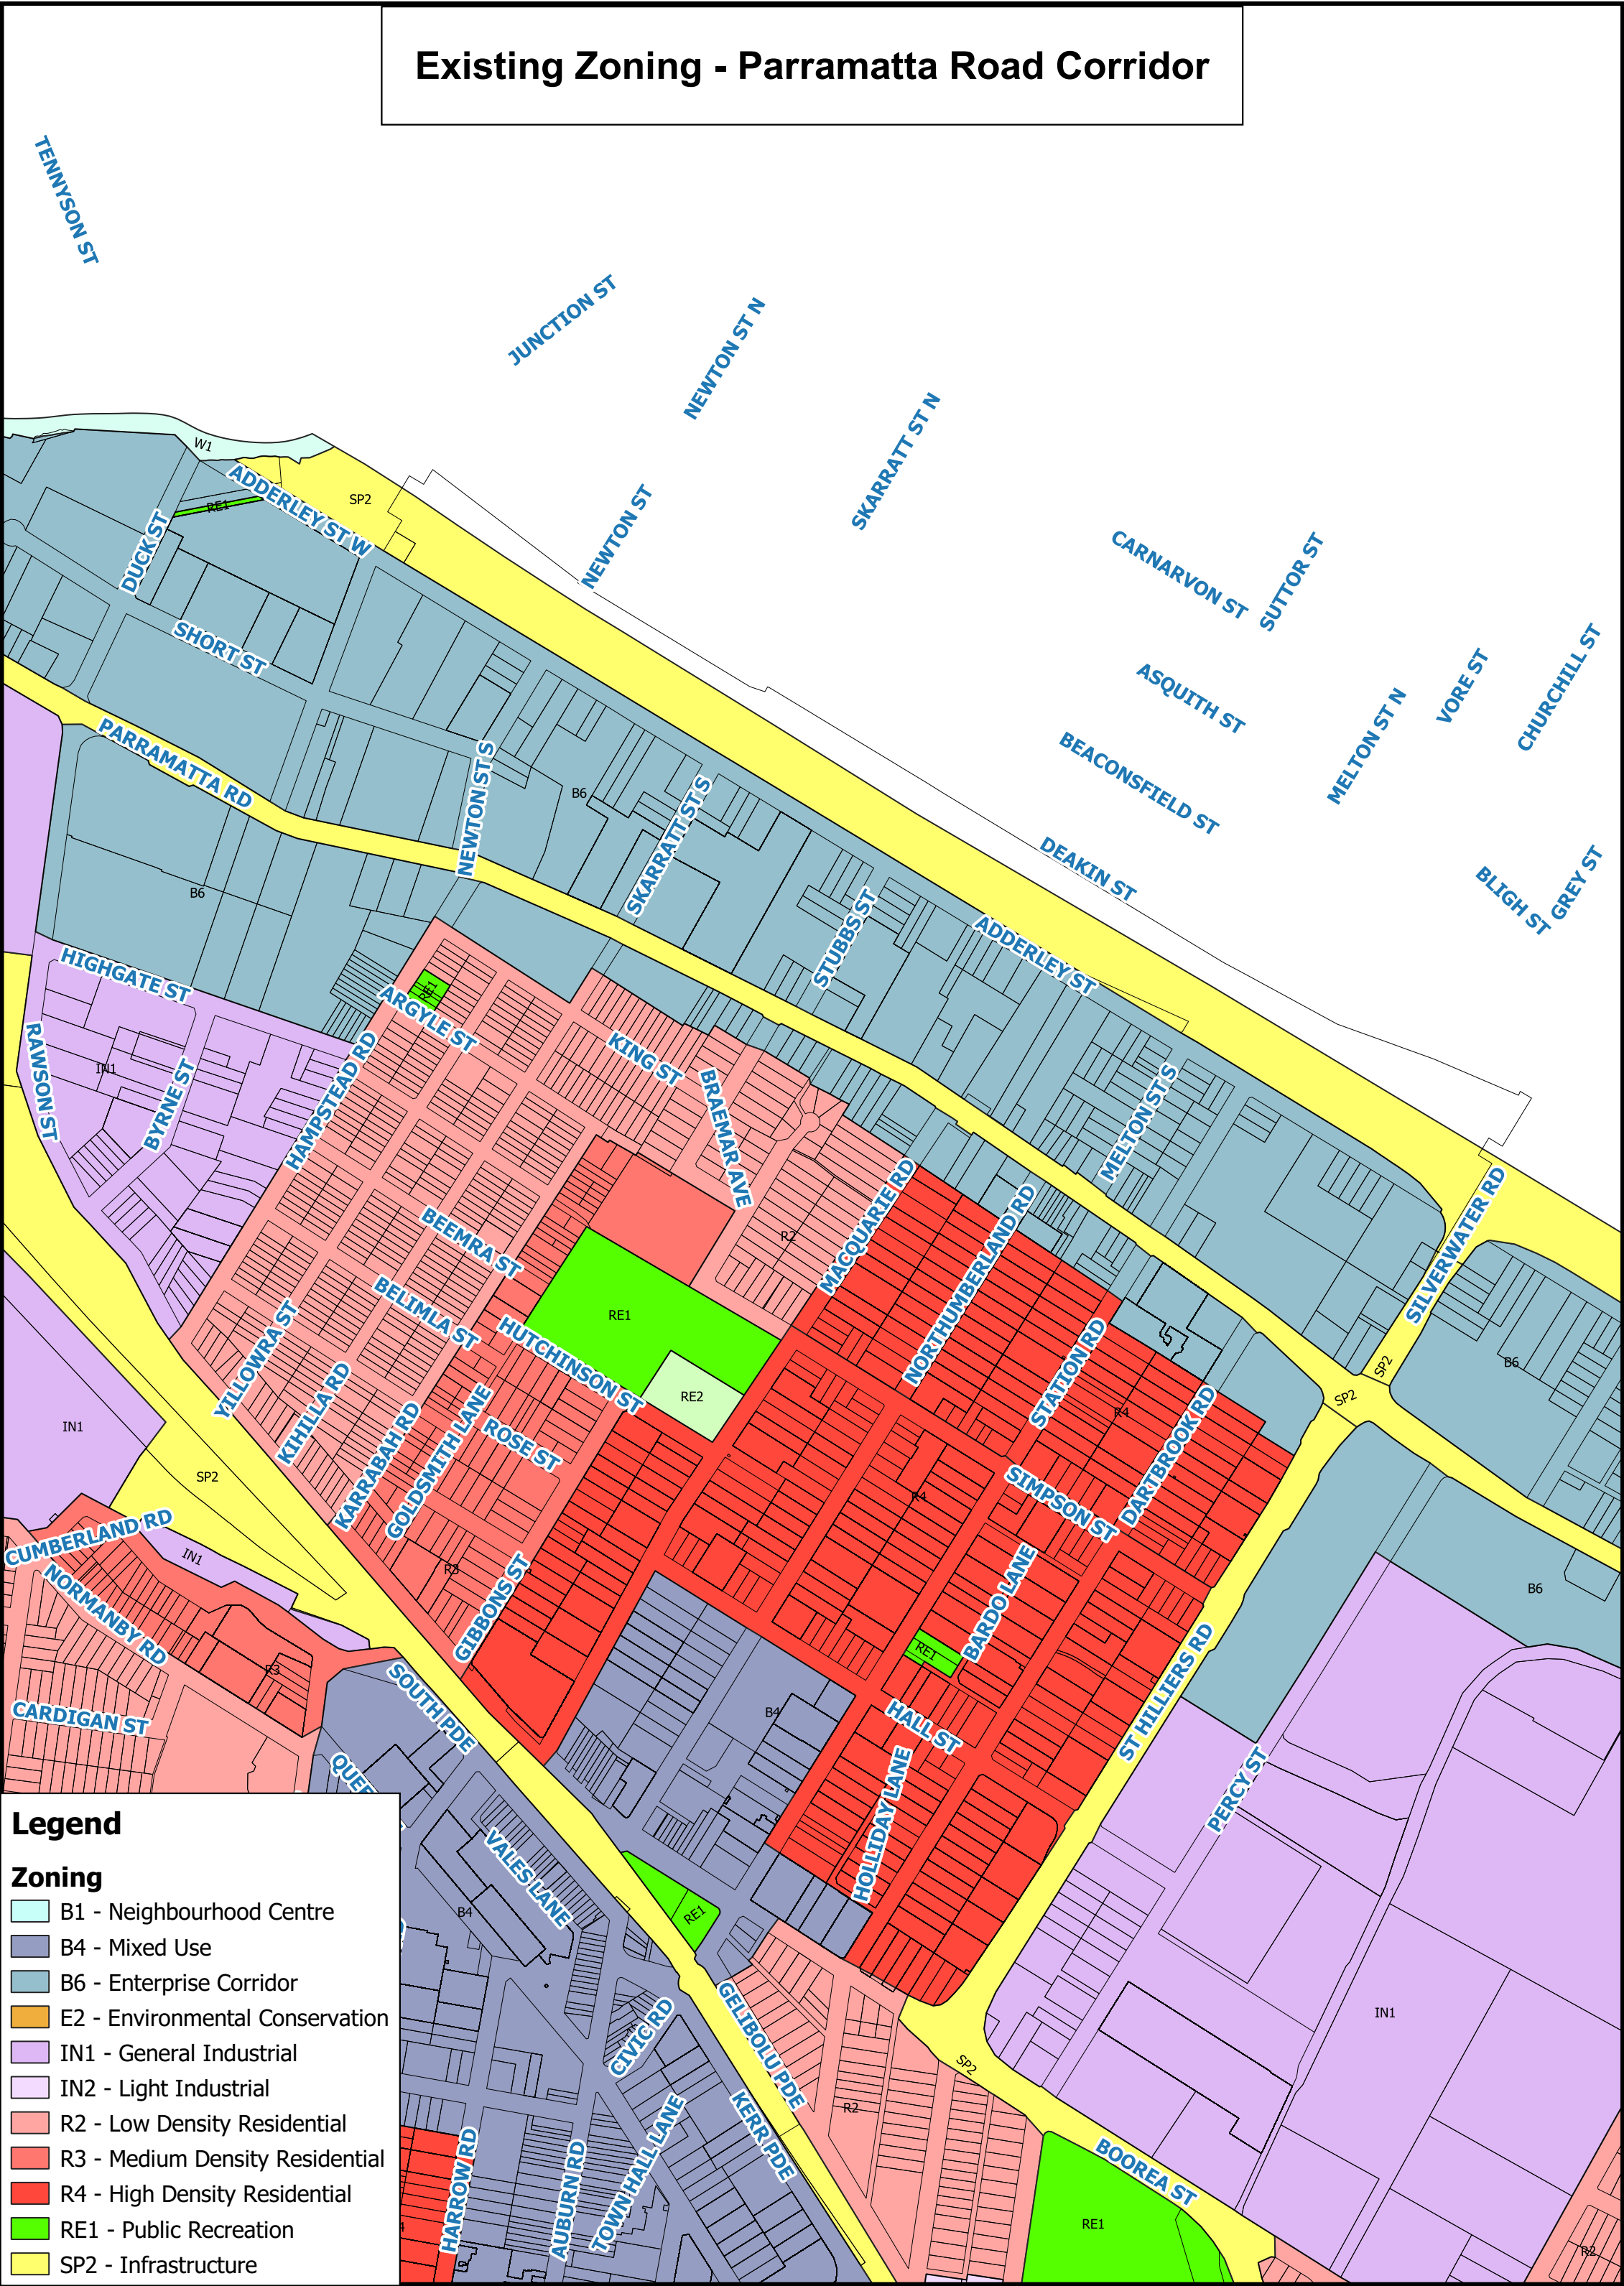 Existing Zoning - Parramatta Road Corridor
TENNYSON ST
JUNCTION ST
NEWTON ST N
SKARRATT ST N
W1
ADDERLEY ST W
SP2
RE1
NEWTON ST
DUCK ST
CARNARVON ST
SUTTOR ST
SHORT ST
ASQUITH ST
VORE ST
CHURCHILL ST
MELTON ST N
PARRAMATTA RD
BEACONSFIELD ST
NEWTON ST S
B6
SKARRATT ST S
DEAKIN ST
BLIGH ST
GREY ST
B6
STUBBS ST
ADDERLEY ST
HIGHGATE ST
RE1
ARGYLE ST
KING ST
RAWSON ST
IN1
BYRNE ST
HAMPSTEAD RD
BRAEMAR AVE
MELTON ST S
MACQUARIE RD
NORTHUMBERLAND RD
SILVERWATER RD
BEEMRA ST
R2
BELIMLA ST
RE1
HUTCHINSON ST
YILLOWRA ST
STATION RD
SP2
B6
SP2
RE2
KIHILLA RD
KARRABAH RD
GOLDSMITH LANE
ROSE ST
R4
DARTBROOK RD
IN1
SP2
R4
SIMPSON ST
CUMBERLAND RD
IN1
NORMANBY RD
R3
GIBBONS ST
BARDO LANE
B6
RE1
ST HILLIERS RD
R3
SOUTH PDE
CARDIGAN ST
B4
HALL ST
HOLLIDAY LANE
PERCY ST
VALES LANE
B4
RE1
IN1
GELIBOLU PDE
CIVIC RD
SP2
R2
KERR PDE
TOWN HALL LANE
HARROW RD
AUBURN RD
BOOREA ST
RE1
R2
Legend
Zoning
B1 - Neighbourhood Centre
B4 - Mixed Use
B6 - Enterprise Corridor
E2 - Environmental Conservation
IN1 - General Industrial
IN2 - Light Industrial
R2 - Low Density Residential
R3 - Medium Density Residential
R4 - High Density Residential
RE1 - Public Recreation
SP2 - Infrastructure